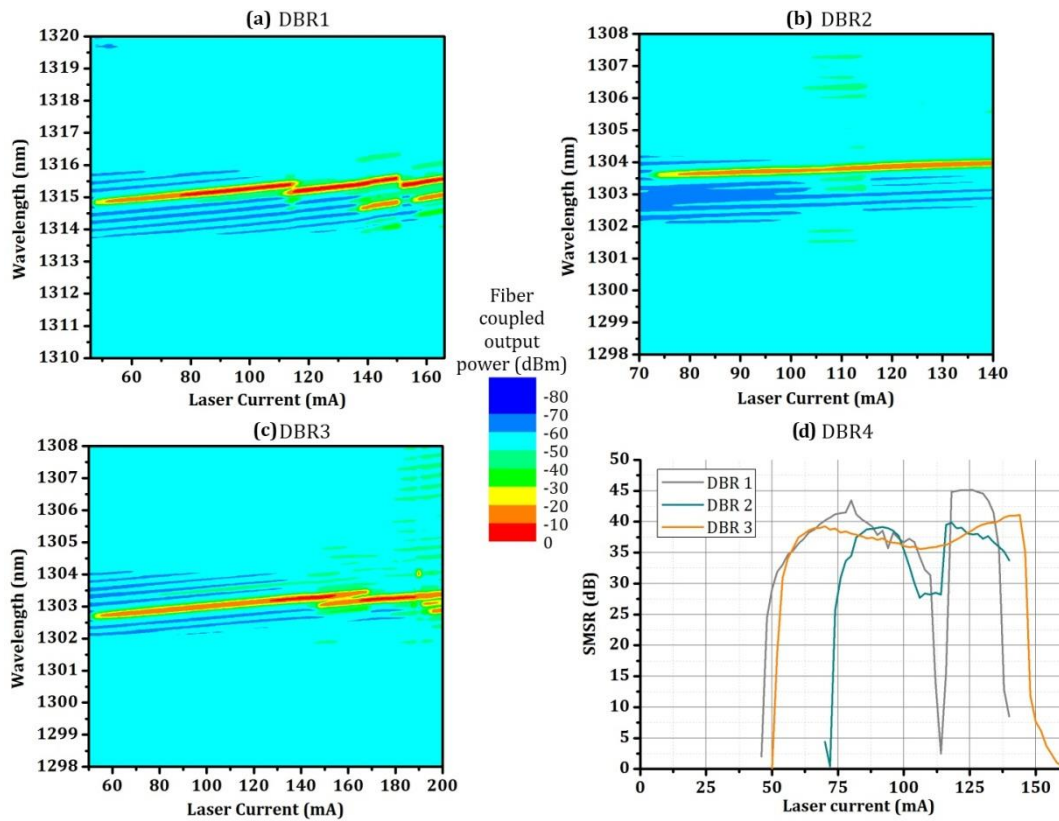 (a) DBR1
1320
1319
1318
1317
1316
1315
1314
1313
1312
1311
1310
Wavelength (nm)
60 80 100 120 140 160
Laser Current (mA)
(b) DBR2
1308
1307
1306
1305
1304
1303
1302
1301
1300
1299
1298
Wavelength (nm)
70 80 90 100 110 120 130 140
Laser Current (mA)
Fiber
coupled
output
power (dBm)
-80
-70
-60
-50
-40
-30
-20
-10
0
(c) DBR3
1308
1307
1306
1305
1304
1303
1302
1301
1300
1299
1298
Wavelength (nm)
60 80 100 120 140 160 180 200
Laser Current (mA)
(d) DBR4
50
45
40
35
30
25
20
15
10
5
0
SMSR (dB)
DBR 1
DBR 2
DBR 3
0 25 50 75 100 125 150
Laser current (mA)